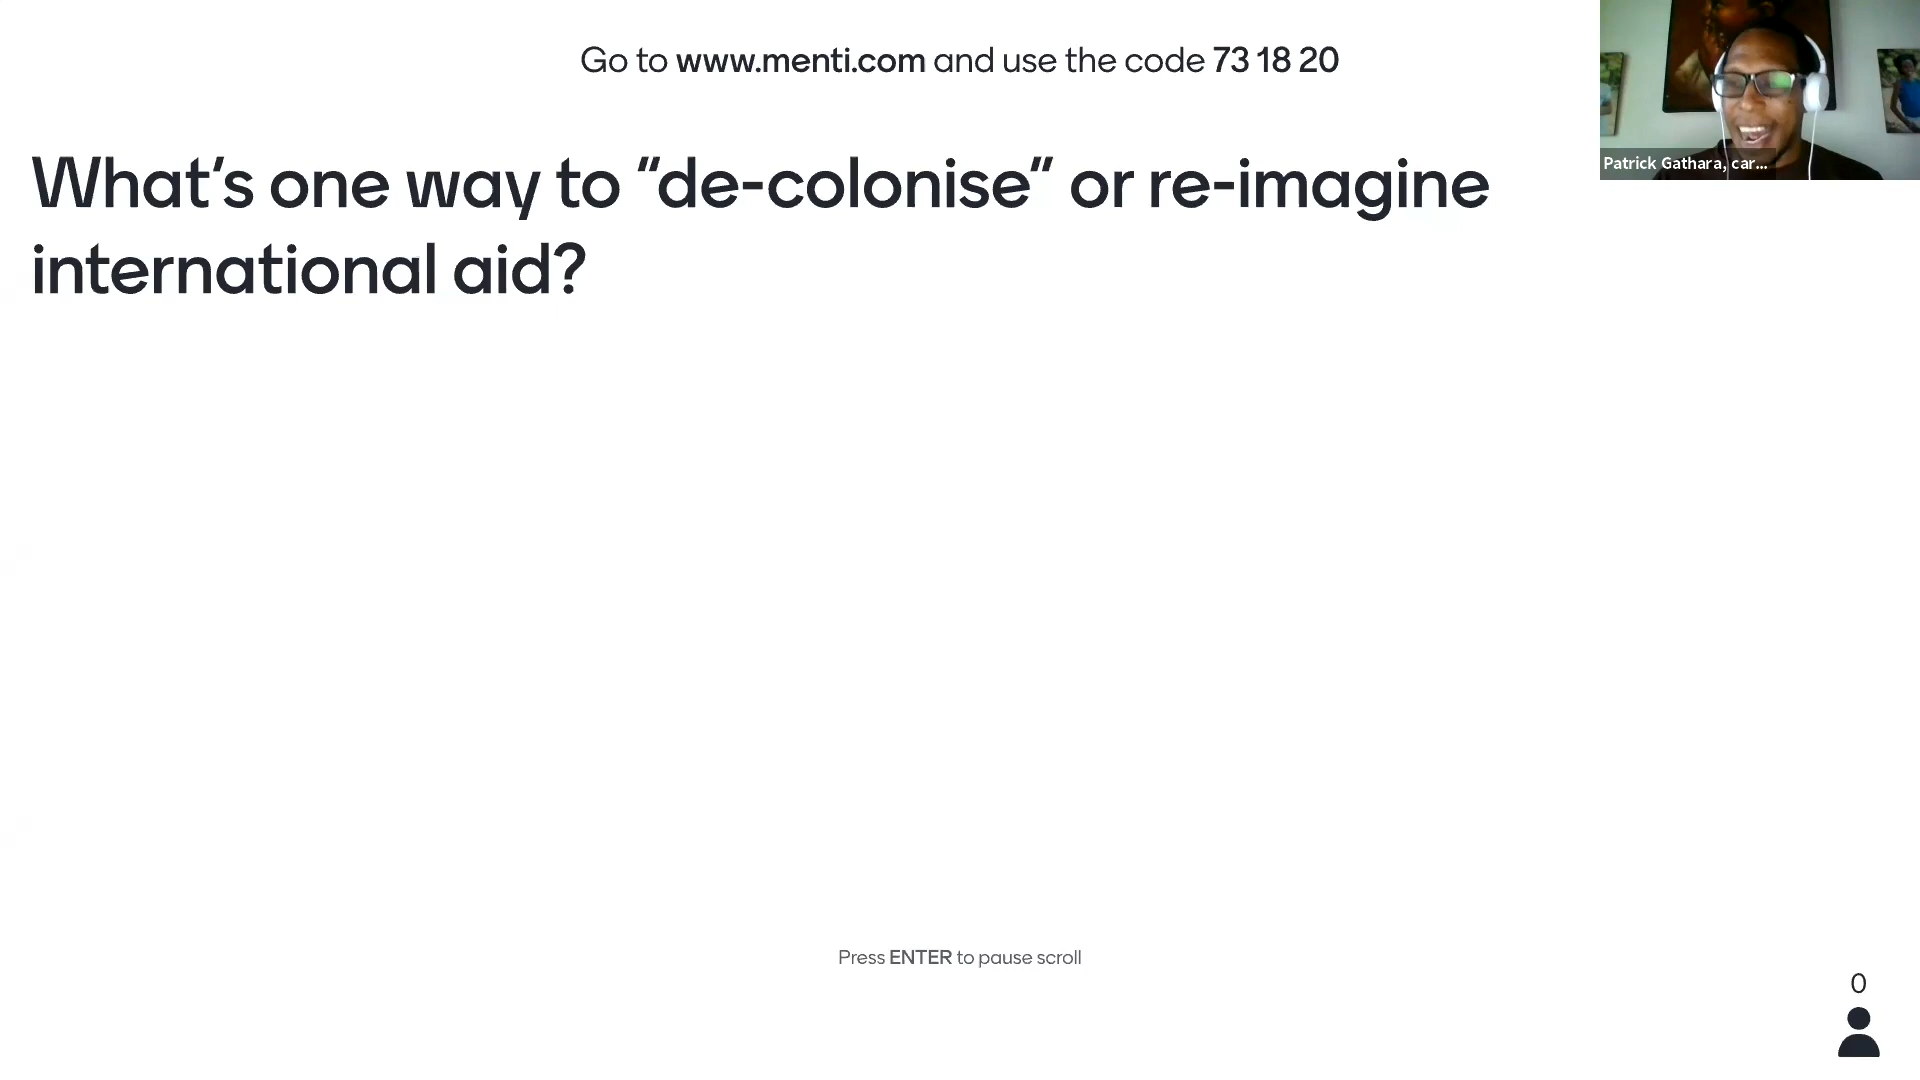 Go to www.menti.com and use the code 73 18 20
Patrick Gathara, car...
What's one way to “de-colonise” or re-imagine
international aid?
Press ENTER to pause scroll
0